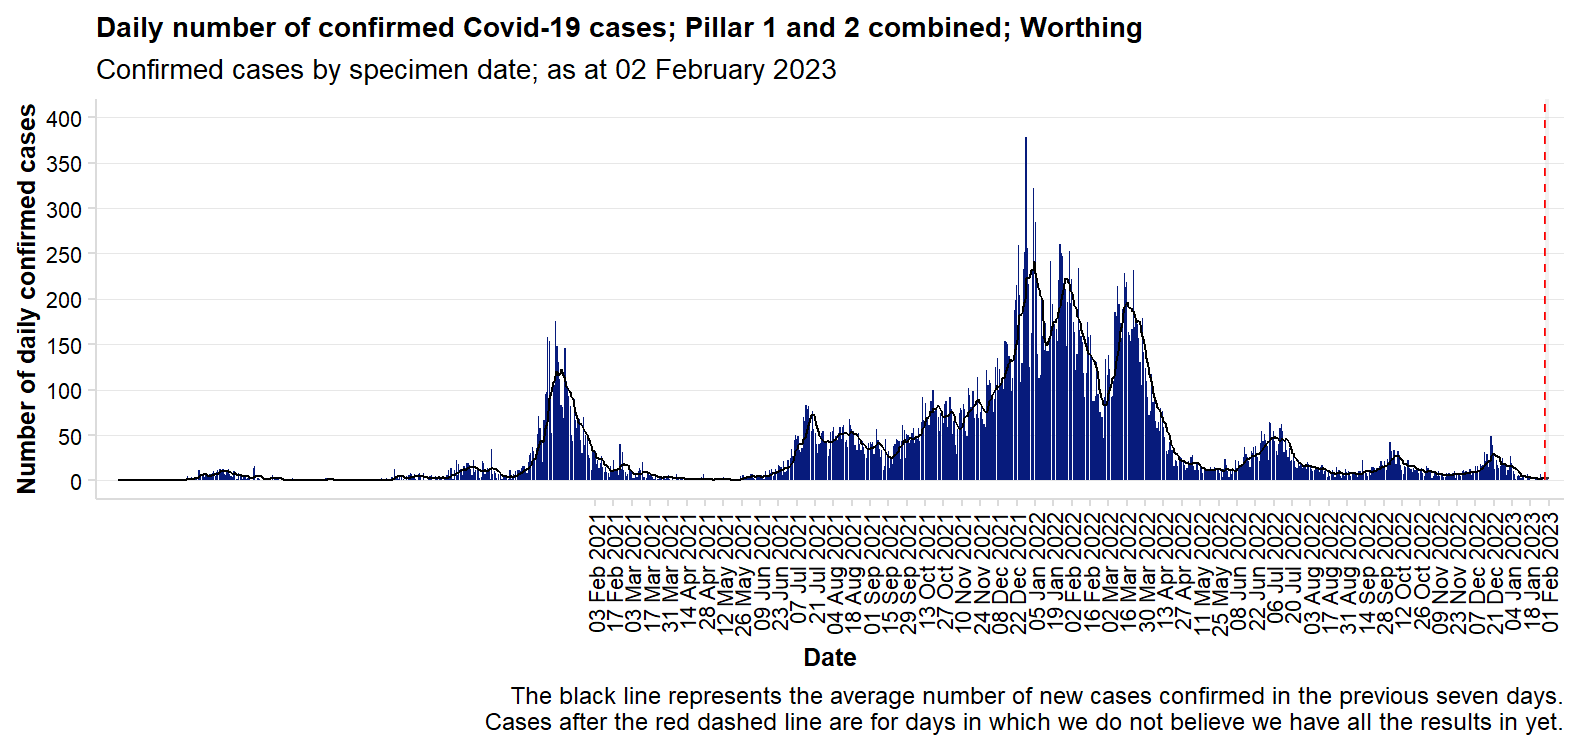 Daily number of confirmed Covid-19 cases; Pillar 1 and 2 combined; Worthing
Confirmed cases by specimen date; as at 02 February 2023
Number of daily confirmed cases
400
350
300
250
200
150
100
50
0
03 Feb 2021
17 Feb 2021
03 Mar 2021
17 Mar 2021
31 Mar 2021
14 Apr 2021
28 Apr 2021
12 May 2021
26 May 2021
09 Jun 2021
23 Jun 2021
07 Jul 2021
21 Jul 2021
04 Aug 2021
18 Aug 2021
01 Sep 2021
15 Sep 2021
29 Sep 2021
13 Oct 2021
27 Oct 2021
10 Nov 2021
24 Nov 2021
08 Dec 2021
22 Dec 2021
05 Jan 2022
19 Jan 2022
02 Feb 2022
16 Feb 2022
02 Mar 2022
16 Mar 2022
30 Mar 2022
13 Apr 2022
27 Apr 2022
11 May 2022
25 May 2022
08 Jun 2022
22 Jun 2022
06 Jul 2022
20 Jul 2022
03 Aug 2022
17 Aug 2022
31 Aug 2022
14 Sep 2022
28 Sep 2022
12 Oct 2022
26 Oct 2022
09 Nov 2022
23 Nov 2022
07 Dec 2022
21 Dec 2022
04 Jan 2023
18 Jan 2023
01 Feb 2023
Date
The black line represents the average number of new cases confirmed in the previous seven days.
Cases after the red dashed line are for days in which we do not believe we have all the results in yet.